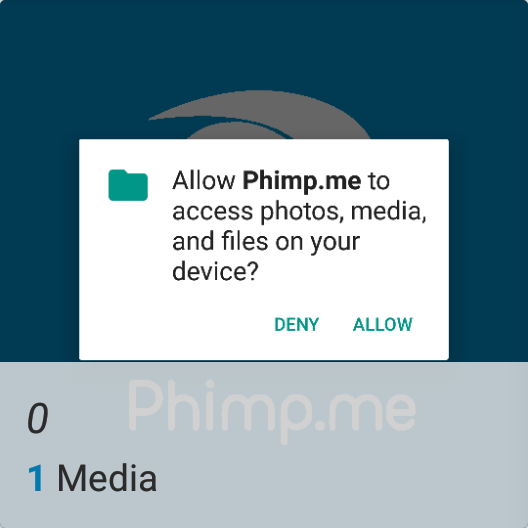 Allow Phimp.me to
access photos, media,
and files on your
device?
DENY ALLOW
Phimp.me
0
1 Media